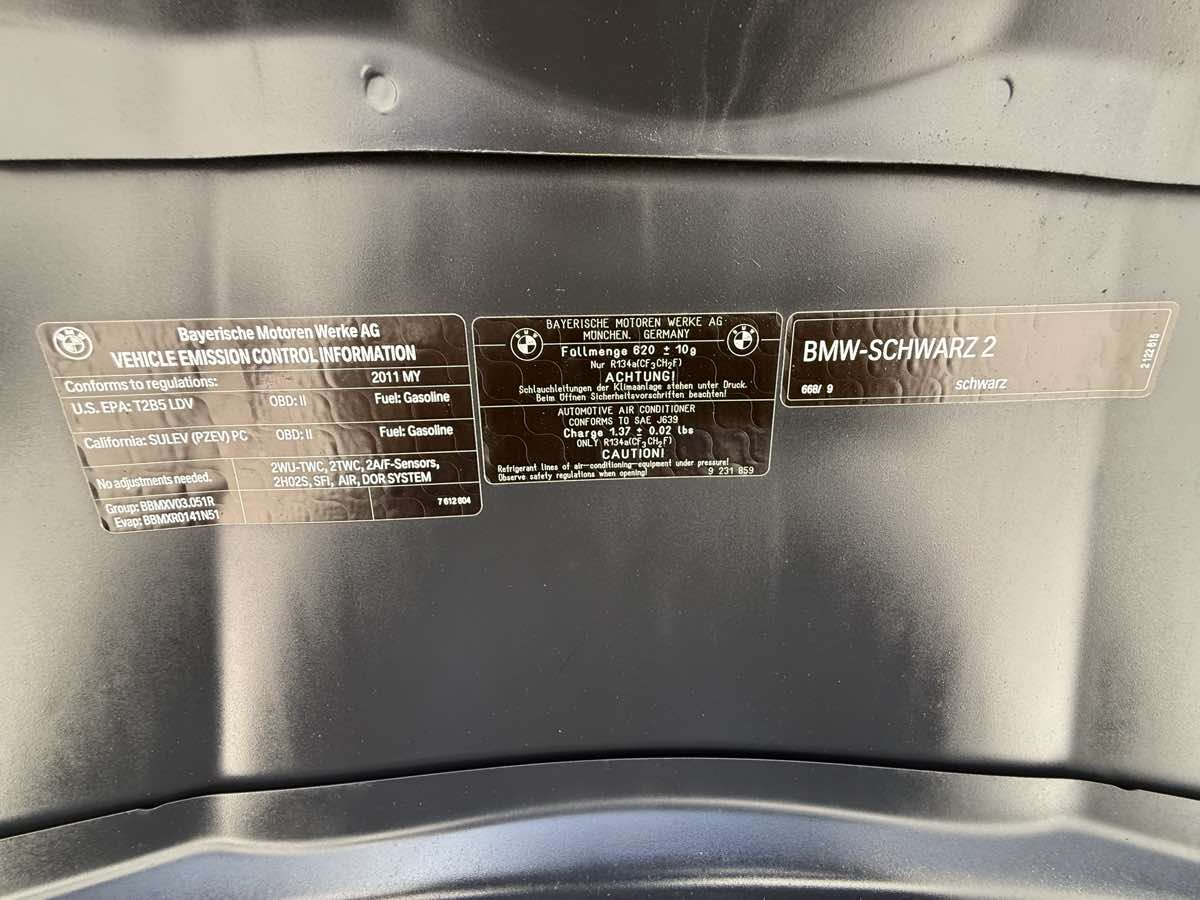 Bayerische Motoren Werke AG
VEHICLE EMISSION CONTROL INFORMATION
Conforms to regulations: 2011 MY
U.S. EPA: T2B5 LDV OBD: II Fuel: Gasoline
California: SULEV (PZEV) PC OBD: II Fuel: Gasoline
No adjustments needed.
2WU-TWC, 2TWC, 2A/F-Sensors,
2HO2S, SFI, AIR, DOR SYSTEM
Group: BBMXV03.051R
Evap: BBMXR0141N51
7 612 804
BAYERISCHE MOTOREN WERKE AG
MÜNCHEN, GERMANY
Füllmenge 620 ± 10g
Nur R134a(CF3CH2F)
ACHTUNG!
Schlauchleitungen der Klimaanlage stehen unter Druck.
Beim Öffnen Sicherheitsvorschriften beachten!
AUTOMOTIVE AIR CONDITIONER
CONFORMS TO SAE J639
Charge 1.37 ± 0.02 lbs
ONLY R134a(CF3CH2F)
CAUTION!
Refrigerant lines of air-conditioning-equipment under pressure!
Observe safety regulations when opening!
9 231 859
BMW-SCHWARZ 2
668/ 9 schwarz
2 122 615